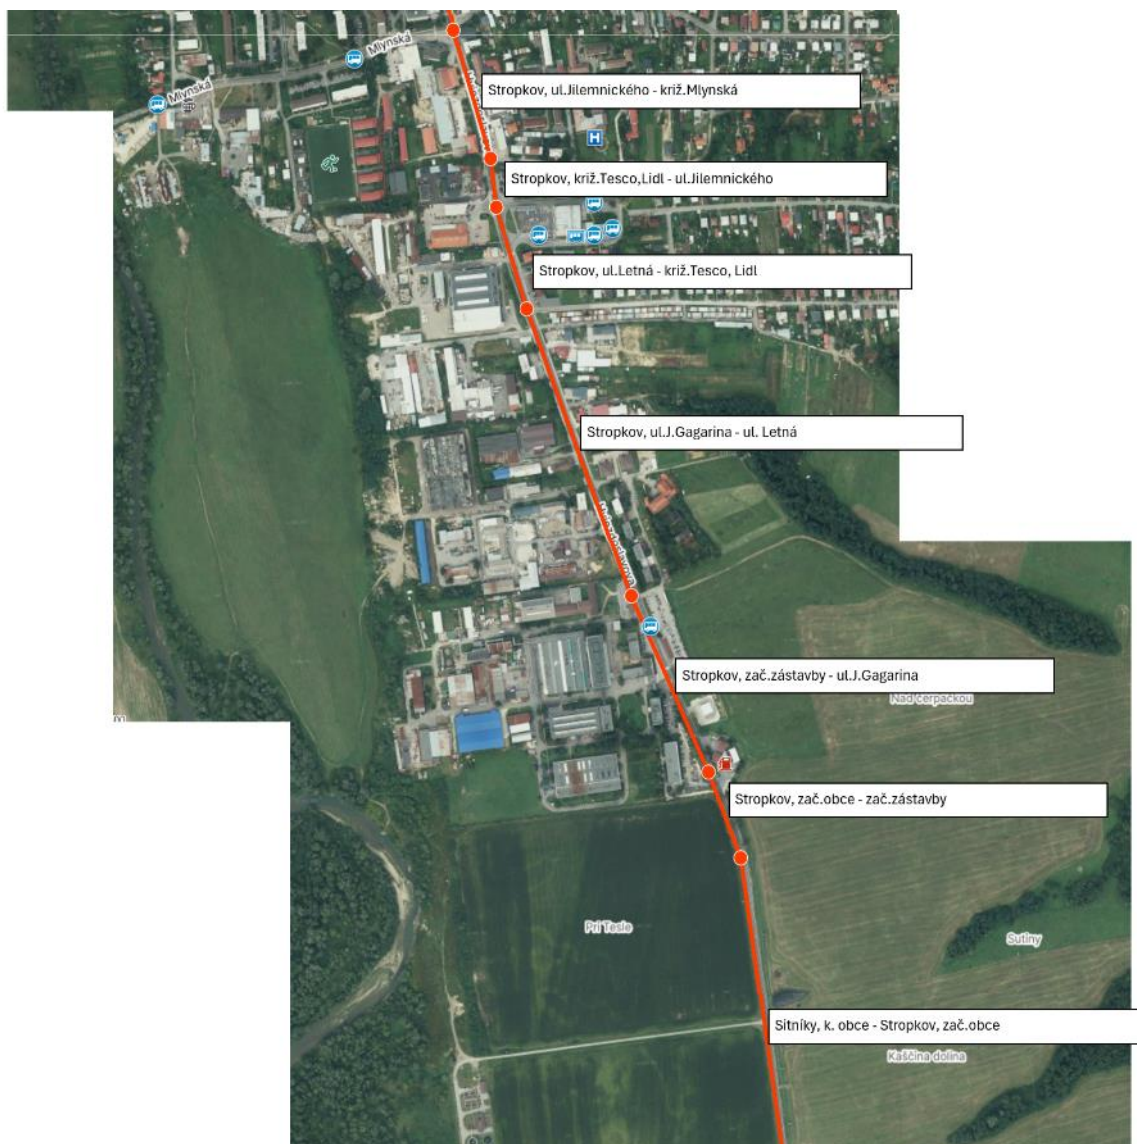 Mlynská
Mlynská
Stropkov, ul.Jilemnického - križ.Mlynská
H
Stropkov, križ.Tesco,Lidl - ul.Jilemnického
Stropkov, ul.Letná - križ.Tesco, Lidl
Stropkov, ul.J.Gagarina - ul. Letná
Stropkov, zač.zástavby - ul.J.Gagarina
Nad čerpačkou
Stropkov, zač.obce - zač.zástavby
Pri Tesle
Sutiny
Sitníky, k. obce - Stropkov, zač.obce
Kaščina dolina